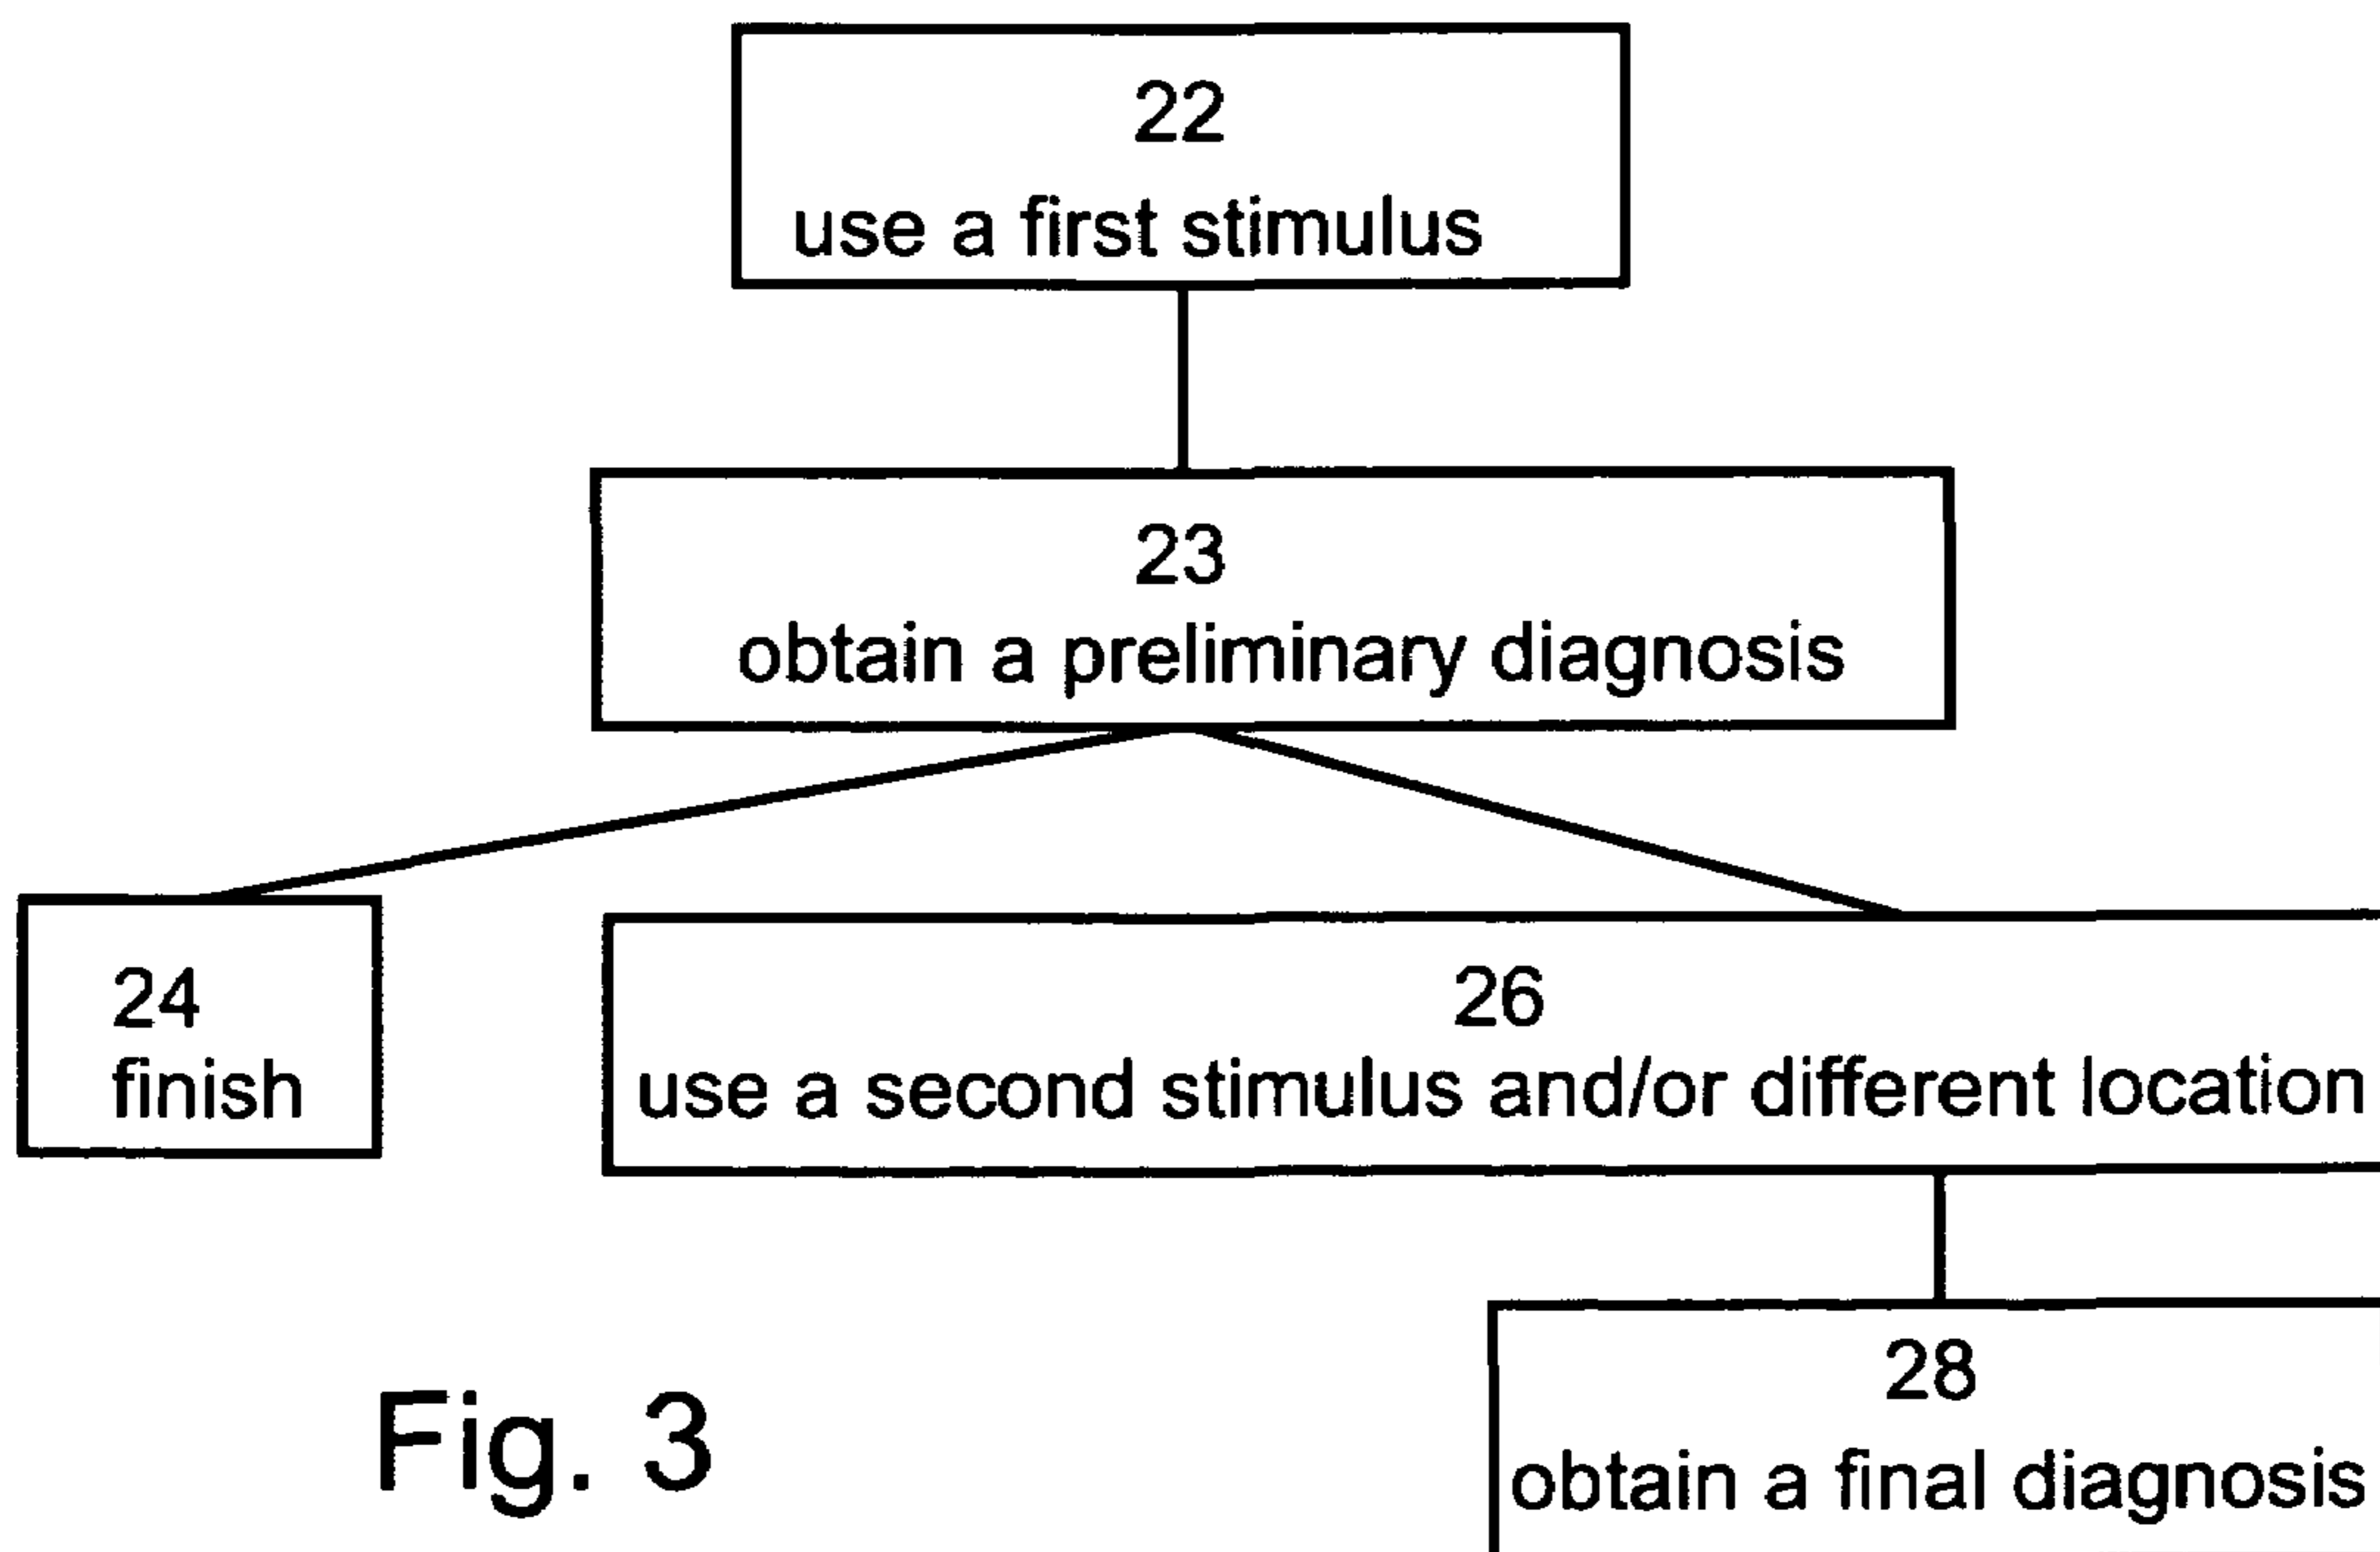 22
use a first stimulus
23
obtain a preliminary diagnosis
24
finish
26
use a second stimulus and/or different location
28
obtain a final diagnosis
Fig. 3